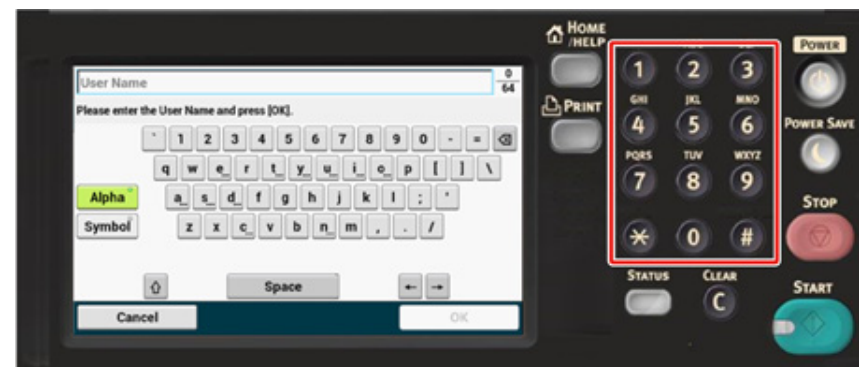 User Name
0
64
Please enter the User Name and press [OK].
` 1 2 3 4 5 6 7 8 9 0 - =
q w e r t y u i o p [ ] \
Alpha
a s d f g h j k l ; '
Symbol
z x c v b n m , . /
Space
← →
Cancel
OK
HOME
/HELP
PRINT
1 2 3
GHI JKL MNO
4 5 6
PQRS TUV WXYZ
7 8 9
* 0 #
STATUS
CLEAR
C
POWER
POWER SAVE
STOP
START